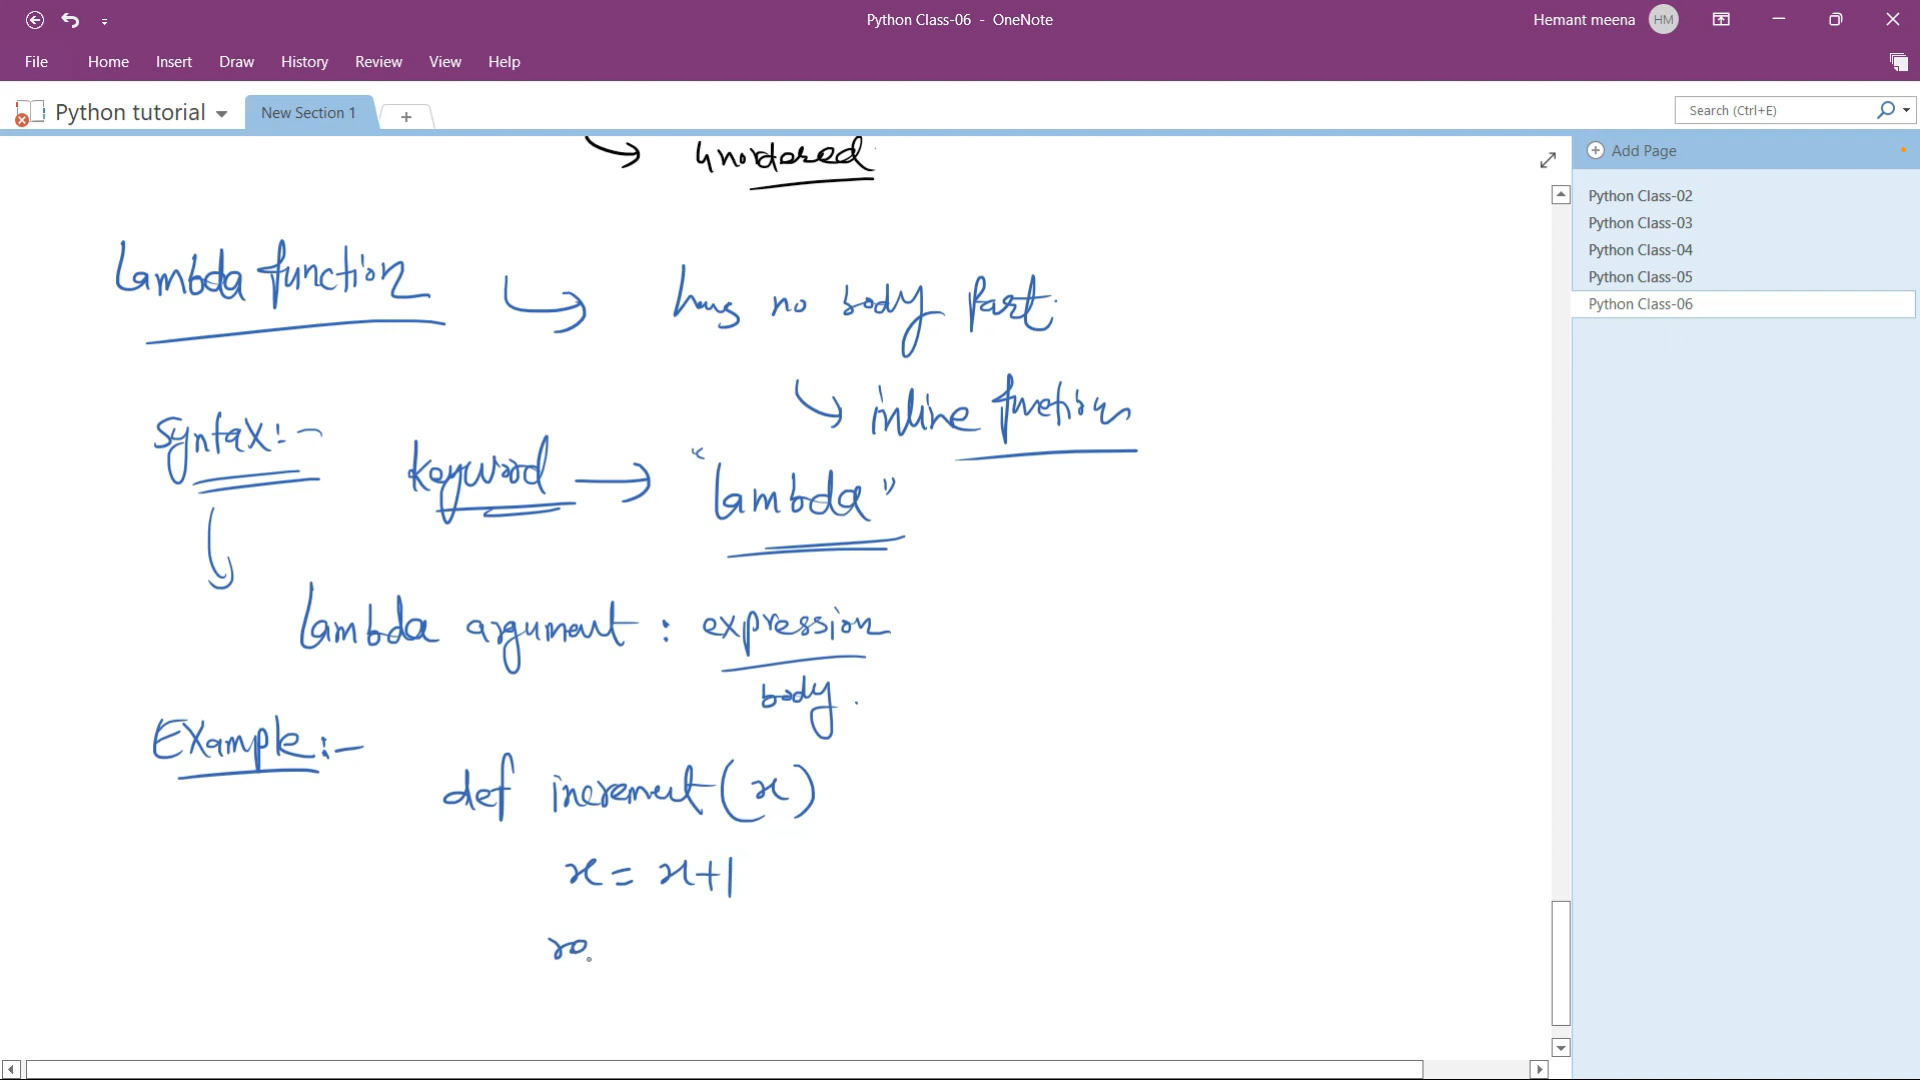 Python Class-06 - OneNote
Hemant meena HM
File Home Insert Draw History Review View Help
Python tutorial New Section 1 +
Search (Ctrl+E)
Add Page
Python Class-02
Python Class-03
Python Class-04
Python Class-05
Python Class-06
Unordered
Lambda function has no body Part.
inline function
Syntax:- Keyword → "lambda"
Lambda argument : expression
body.
Example:-
def increment(x)
x = x+1